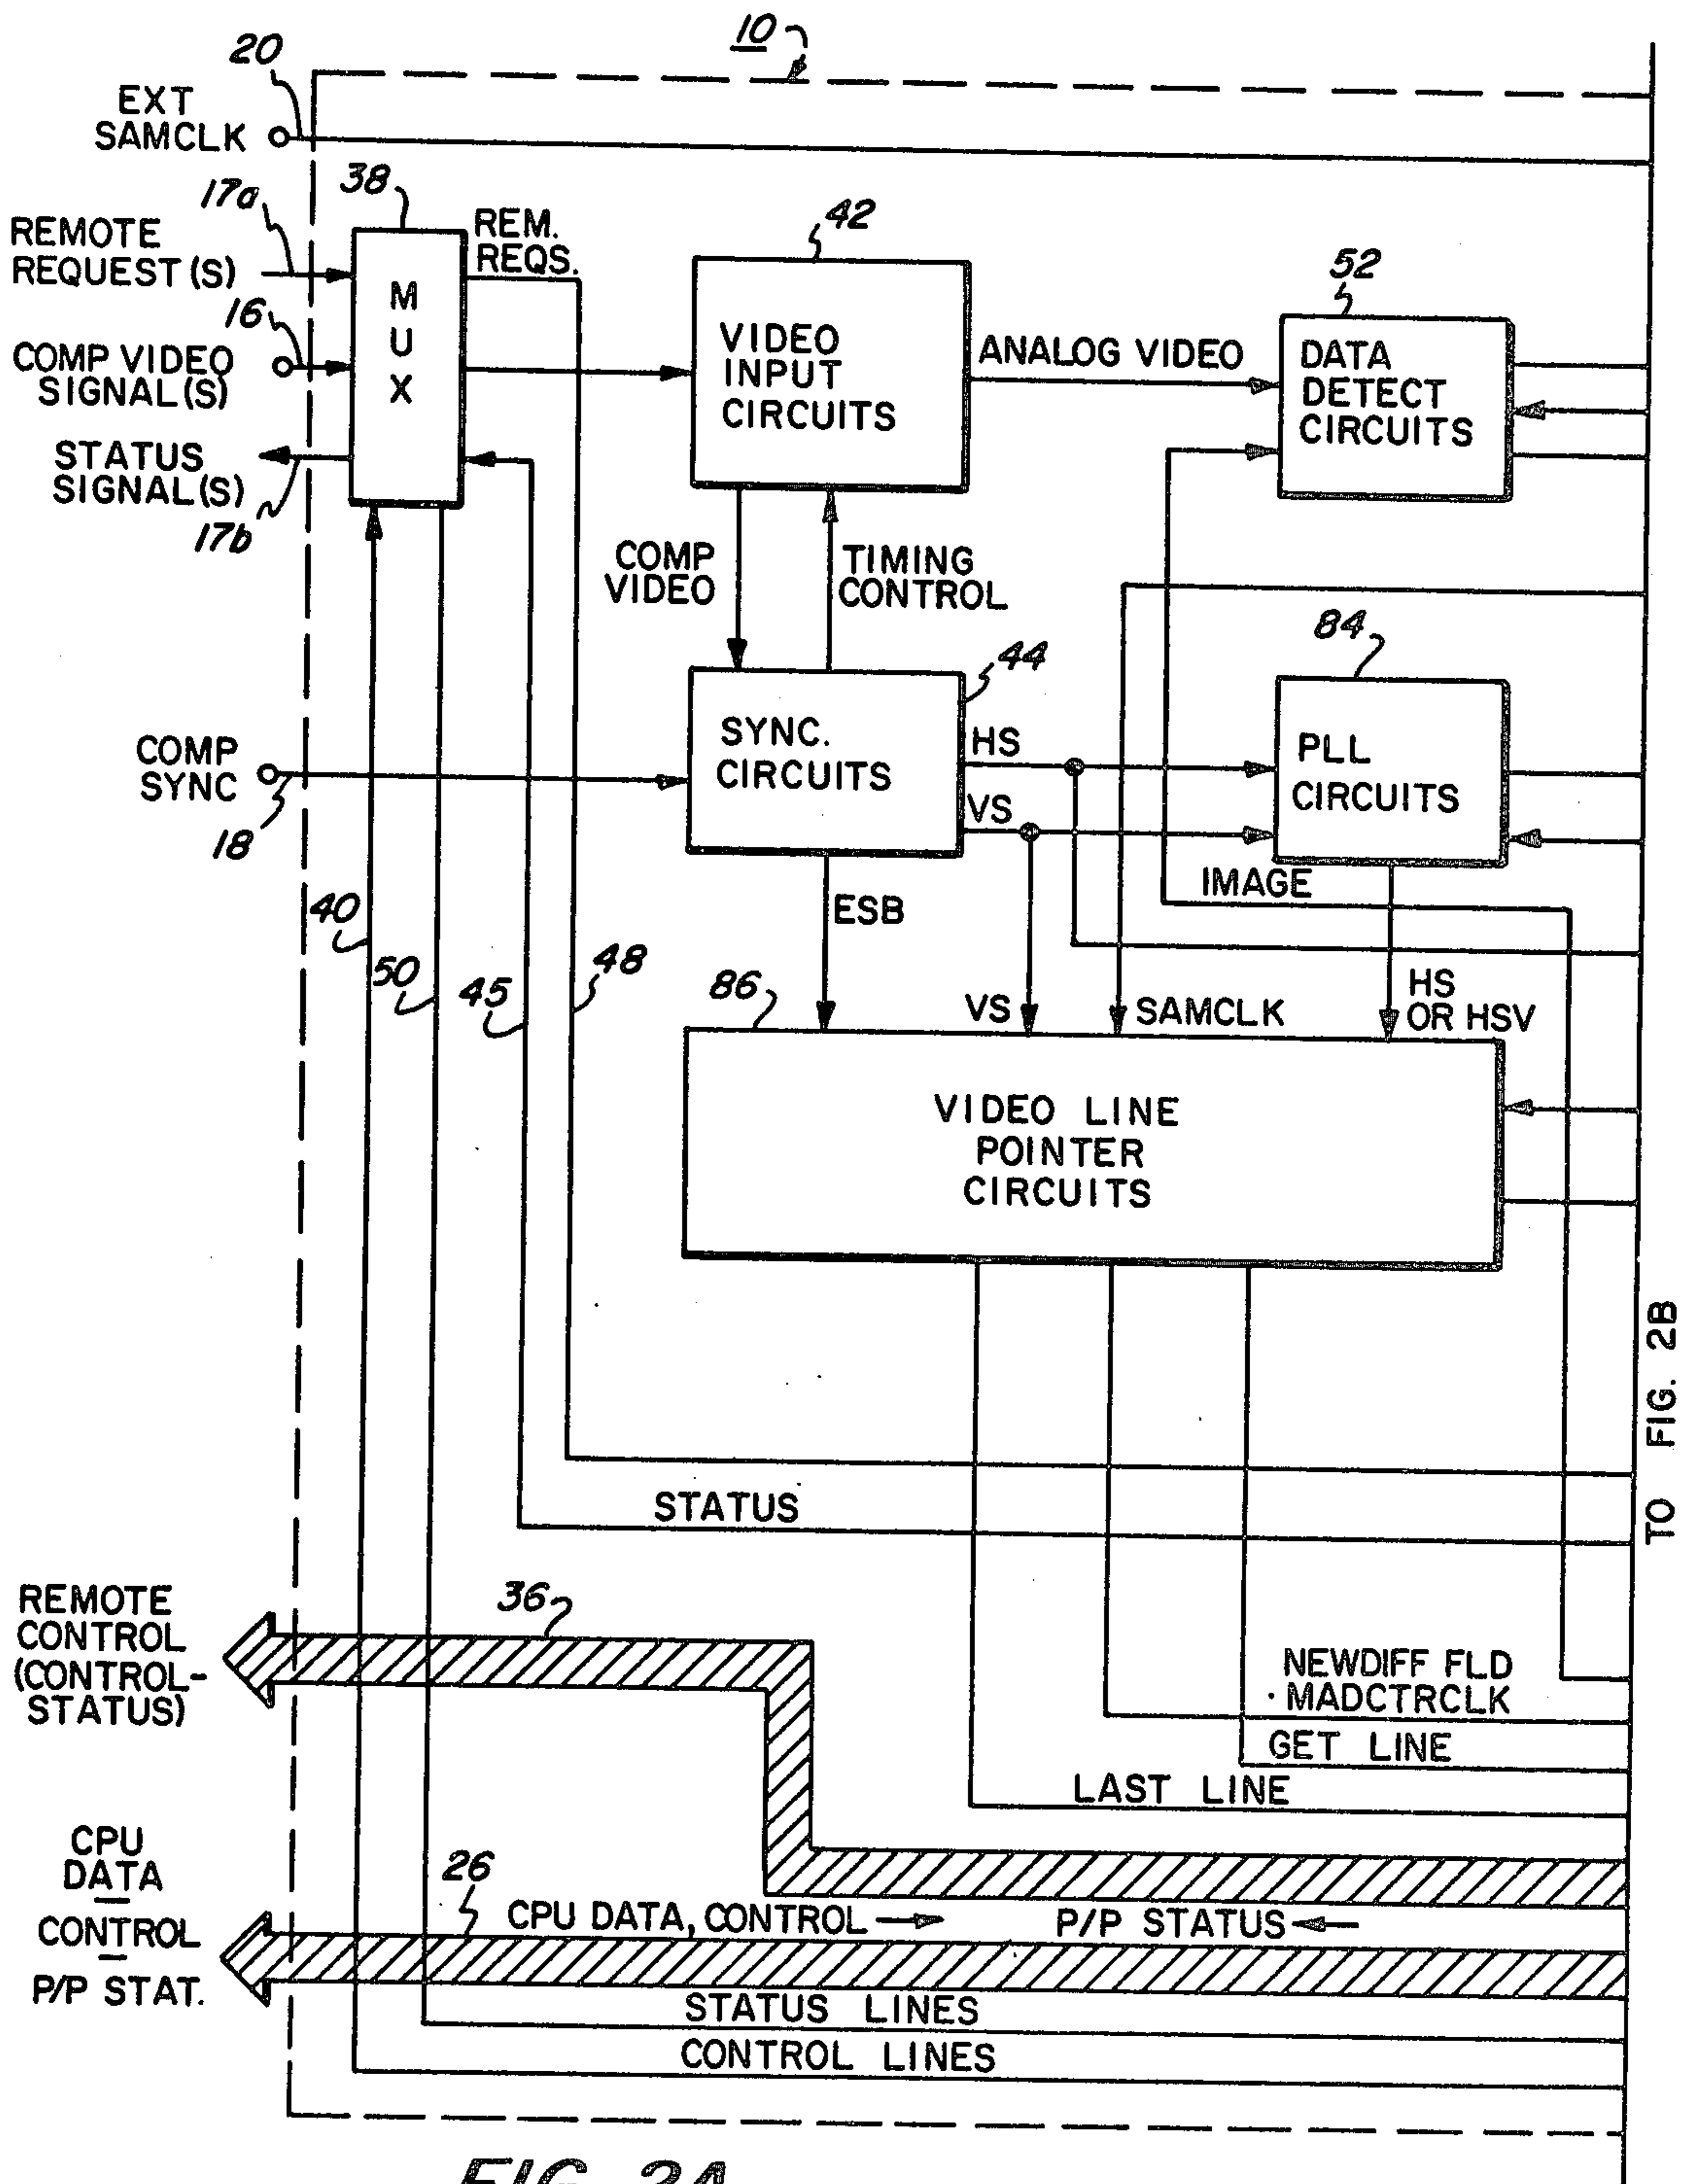 10
20
EXT
SAMCLK
17a
38
REMOTE
REQUEST(S)
REM.
REQS.
42
52
16
MUX
COMP VIDEO
SIGNAL(S)
VIDEO
INPUT
CIRCUITS
ANALOG VIDEO
DATA
DETECT
CIRCUITS
STATUS
SIGNAL(S)
17b
COMP
VIDEO
TIMING
CONTROL
84
44
COMP
SYNC
18
SYNC.
CIRCUITS
HS
VS
PLL
CIRCUITS
IMAGE
ESB
40
50
45
48
86
VS
SAMCLK
HS
OR HSV
VIDEO LINE
POINTER
CIRCUITS
TO FIG. 2B
STATUS
REMOTE
CONTROL
(CONTROL-
STATUS)
36
NEWDIFF FLD
MADCTRCLK
GET LINE
LAST LINE
CPU
DATA
CONTROL
P/P STAT.
26
CPU DATA, CONTROL
P/P STATUS
STATUS LINES
CONTROL LINES
FIG. 2A